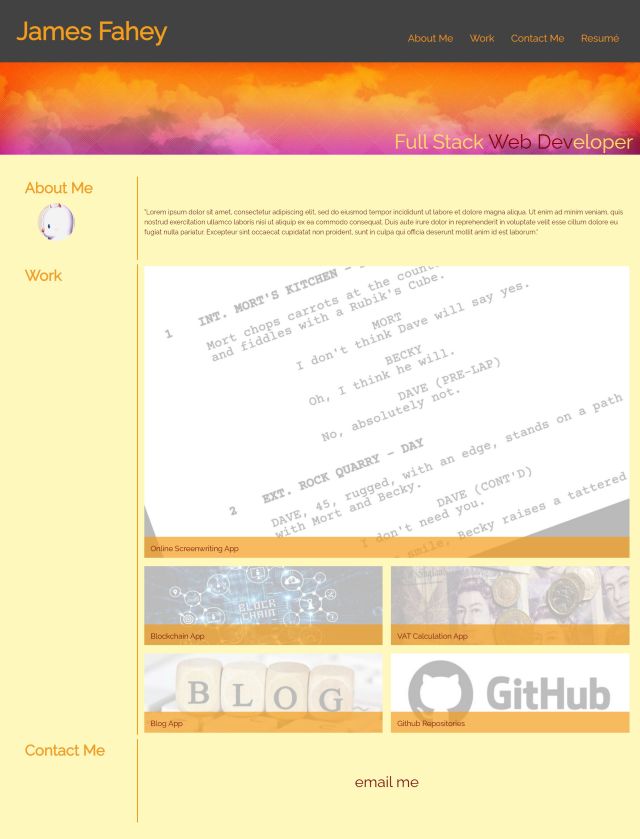 James Fahey
About Me
Work
Contact Me
Resumé
Full Stack Web Developer
About Me
"Lorem ipsum dolor sit amet, consectetur adipiscing elit, sed do eiusmod tempor incididunt ut labore et dolore magna aliqua. Ut enim ad minim veniam, quis
nostrud exercitation ullamco laboris nisi ut aliquip ex ea commodo consequat. Duis aute irure dolor in reprehenderit in voluptate velit esse cillum dolore eu
fugiat nulla pariatur. Excepteur sint occaecat cupidatat non proident, sunt in culpa qui officia deserunt mollit anim id est laborum."
Work
1 INT. MORT'S KITCHEN -
Mort chops carrots at the
and fiddles with a Rubik's Cube.
MORT
I don't think Dave will say yes.
BECKY
Oh, I think he will.
DAVE (PRE-LAP)
No, absolutely not.
2 EXT. ROCK QUARRY - DAY
DAVE, 45, rugged, with an edge, stands on a path
with Mort and Becky.
DAVE (CONT'D)
I don't need you.
smile, Becky raises a tattered
Online Screenwriting App
BLOCK
CHAIN
Blockchain App
VAT Calculation App
BLOG
Blog App
GitHub
Github Repositories
Contact Me
email me